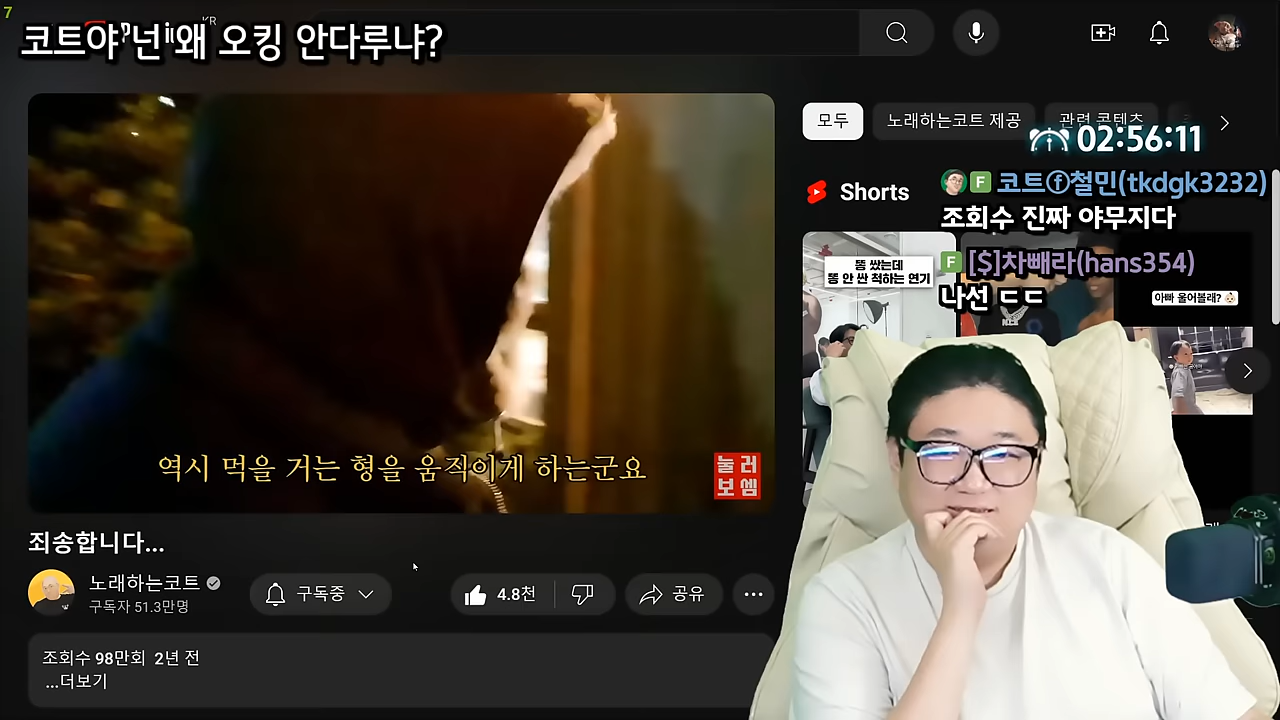 7
코트야 넌 왜 오킹 안다루냐?
KR
모두
노래하는코트 제공
관련 콘텐츠
02:56:11
Shorts
F 코트ⓕ철민(tkdgk3232)
조회수 진짜 야무지다
F [$]차빼라(hans354)
나선 ㄷㄷ
똥 쌌는데
똥 안 싼 척하는 연기
아빠 울어볼래?
역시 먹을 거는 형을 움직이게 하는군요
눌러
보셈
죄송합니다...
노래하는코트
구독자 51.3만명
구독중
4.8천
공유
조회수 98만회 2년 전
...더보기